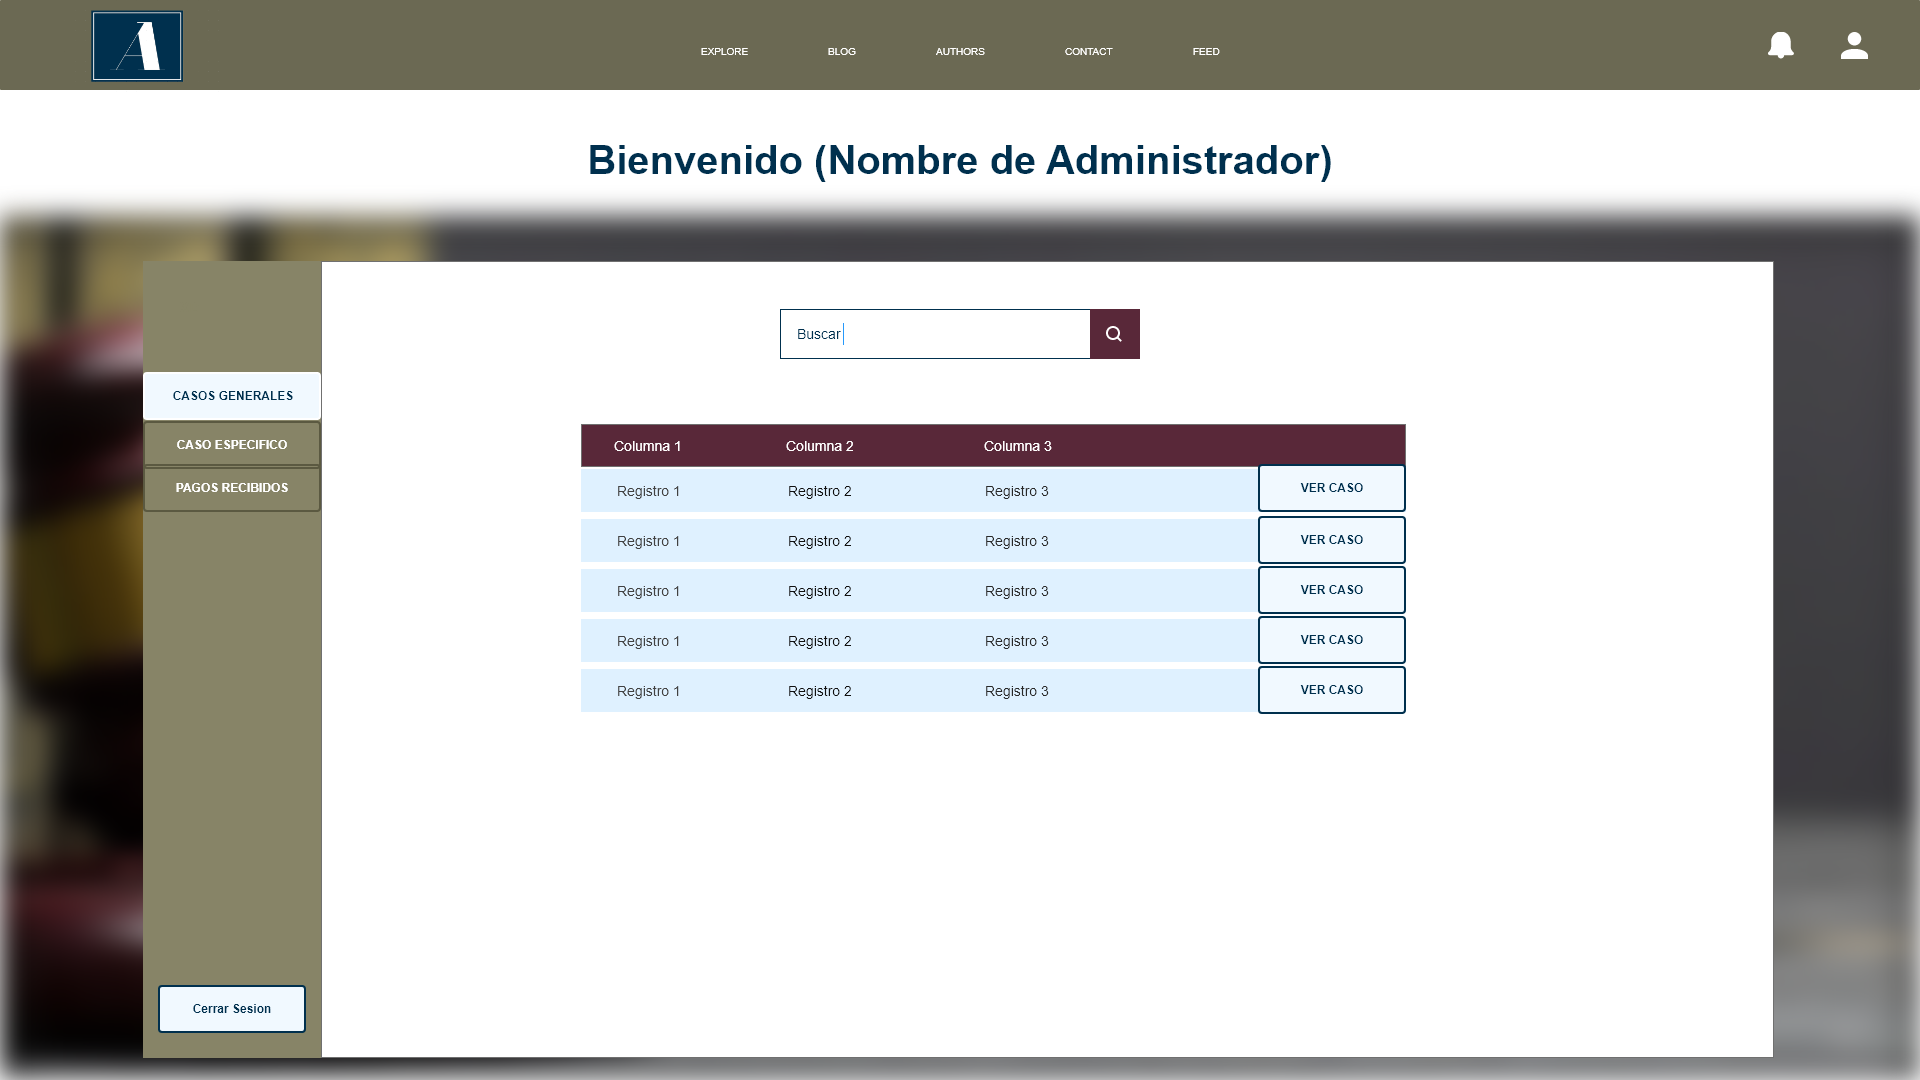 A
EXPLORE BLOG AUTHORS CONTACT FEED
Bienvenido (Nombre de Administrador)
Buscar
CASOS GENERALES
CASO ESPECIFICO
PAGOS RECIBIDOS
Columna 1 Columna 2 Columna 3
Registro 1 Registro 2 Registro 3 VER CASO
Registro 1 Registro 2 Registro 3 VER CASO
Registro 1 Registro 2 Registro 3 VER CASO
Registro 1 Registro 2 Registro 3 VER CASO
Registro 1 Registro 2 Registro 3 VER CASO
Cerrar Sesion